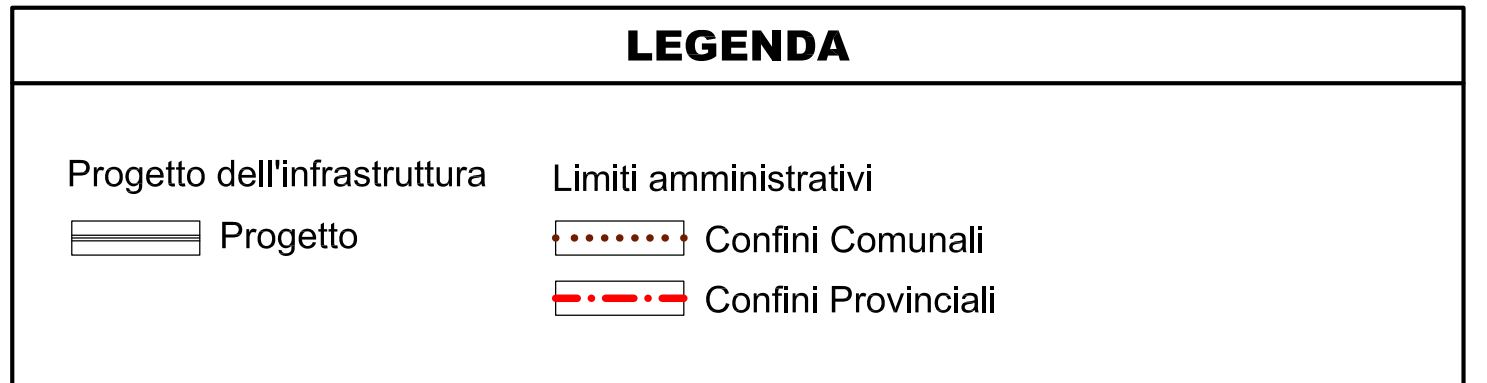 LEGENDA
Progetto dell'infrastruttura
Progetto
Limiti amministrativi
Confini Comunali
Confini Provinciali